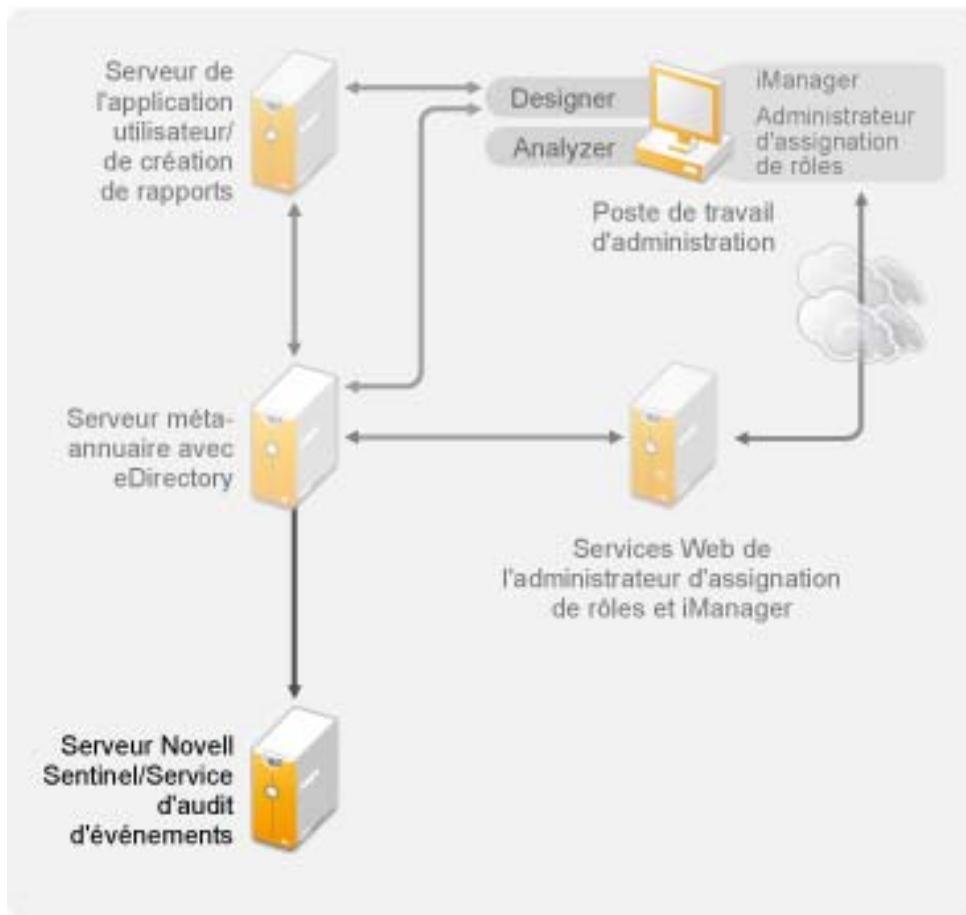 Serveur de
l'application
utilisateur/
de création
de rapports
Designer
Analyzer
iManager
Administrateur
d'assignation
de rôles
Poste de travail
d'administration
Serveur méta-
annuaire avec
eDirectory
Services Web de
l'administrateur d'assignation
de rôles et iManager
Serveur Novell
Sentinel/Service
d'audit
d'événements